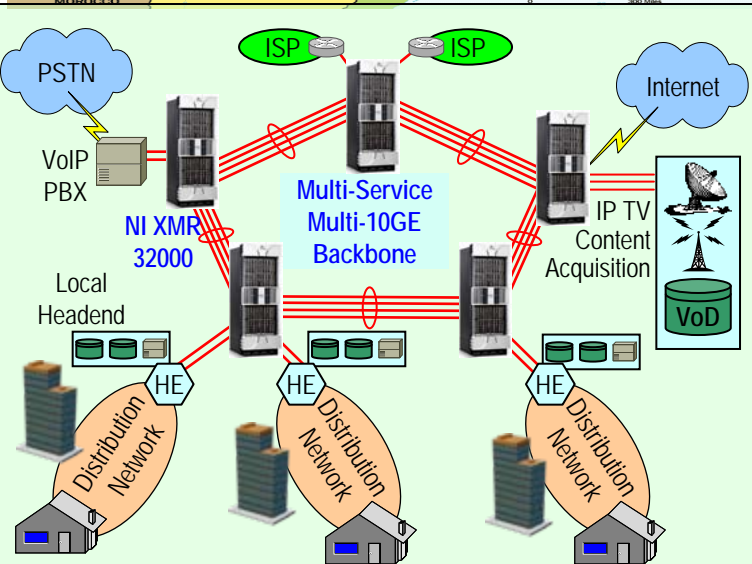 MOROCCO
ISP
ISP
PSTN
Internet
VoIP
PBX
Multi-Service
Multi-10GE
Backbone
NI XMR
32000
IP TV
Content
Acquisition
VoD
Local
Headend
HE
HE
HE
Distribution
Network
Distribution
Network
Distribution
Network